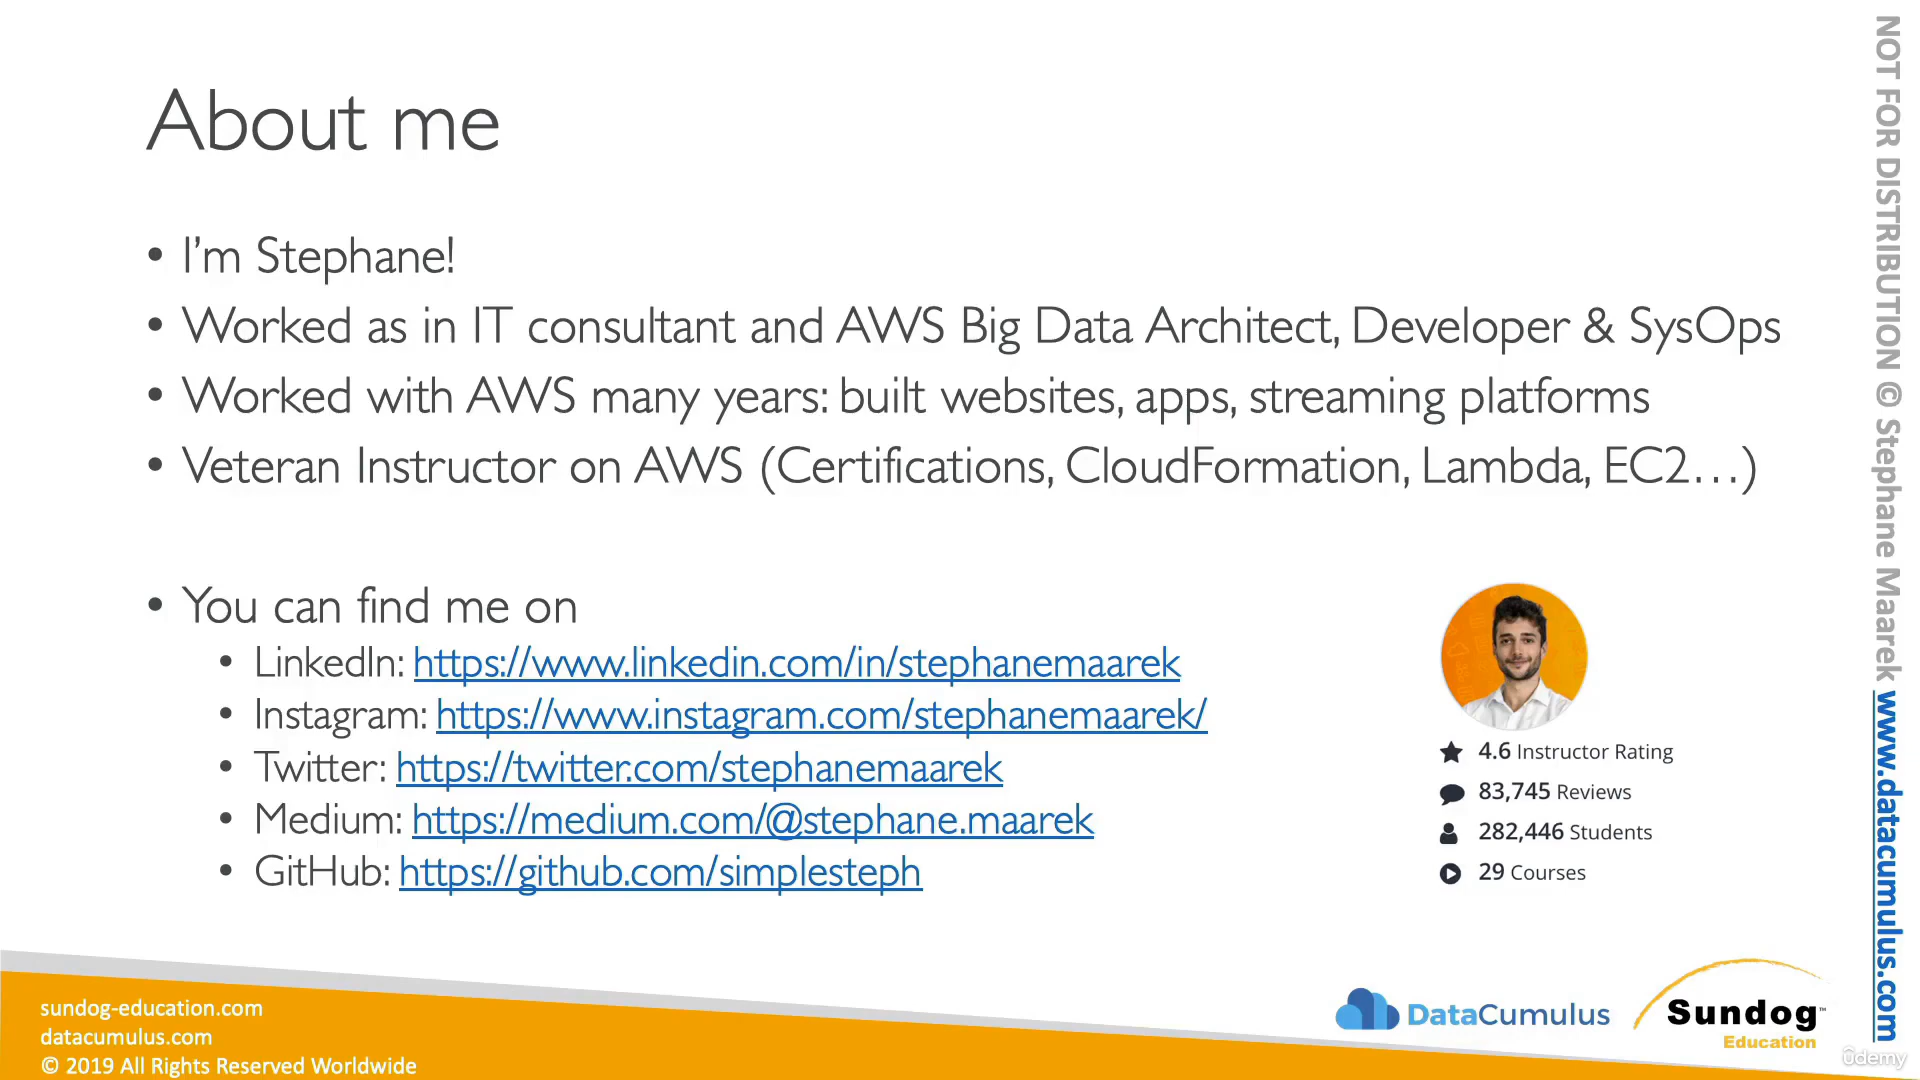 About me
• I'm Stephane!
• Worked as in IT consultant and AWS Big Data Architect, Developer & SysOps
• Worked with AWS many years: built websites, apps, streaming platforms
• Veteran Instructor on AWS (Certifications, CloudFormation, Lambda, EC2…)
• You can find me on
• LinkedIn: https://www.linkedin.com/in/stephanemaarek
• Instagram: https://www.instagram.com/stephanemaarek/
• Twitter: https://twitter.com/stephanemaarek
• Medium: https://medium.com/@stephane.maarek
• GitHub: https://github.com/simplesteph
4.6 Instructor Rating
83,745 Reviews
282,446 Students
29 Courses
NOT FOR DISTRIBUTION © Stephane Maarek www.datacumulus.com
sundog-education.com
datacumulus.com
© 2019 All Rights Reserved Worldwide
DataCumulus
Sundog™
Education
ûdemy